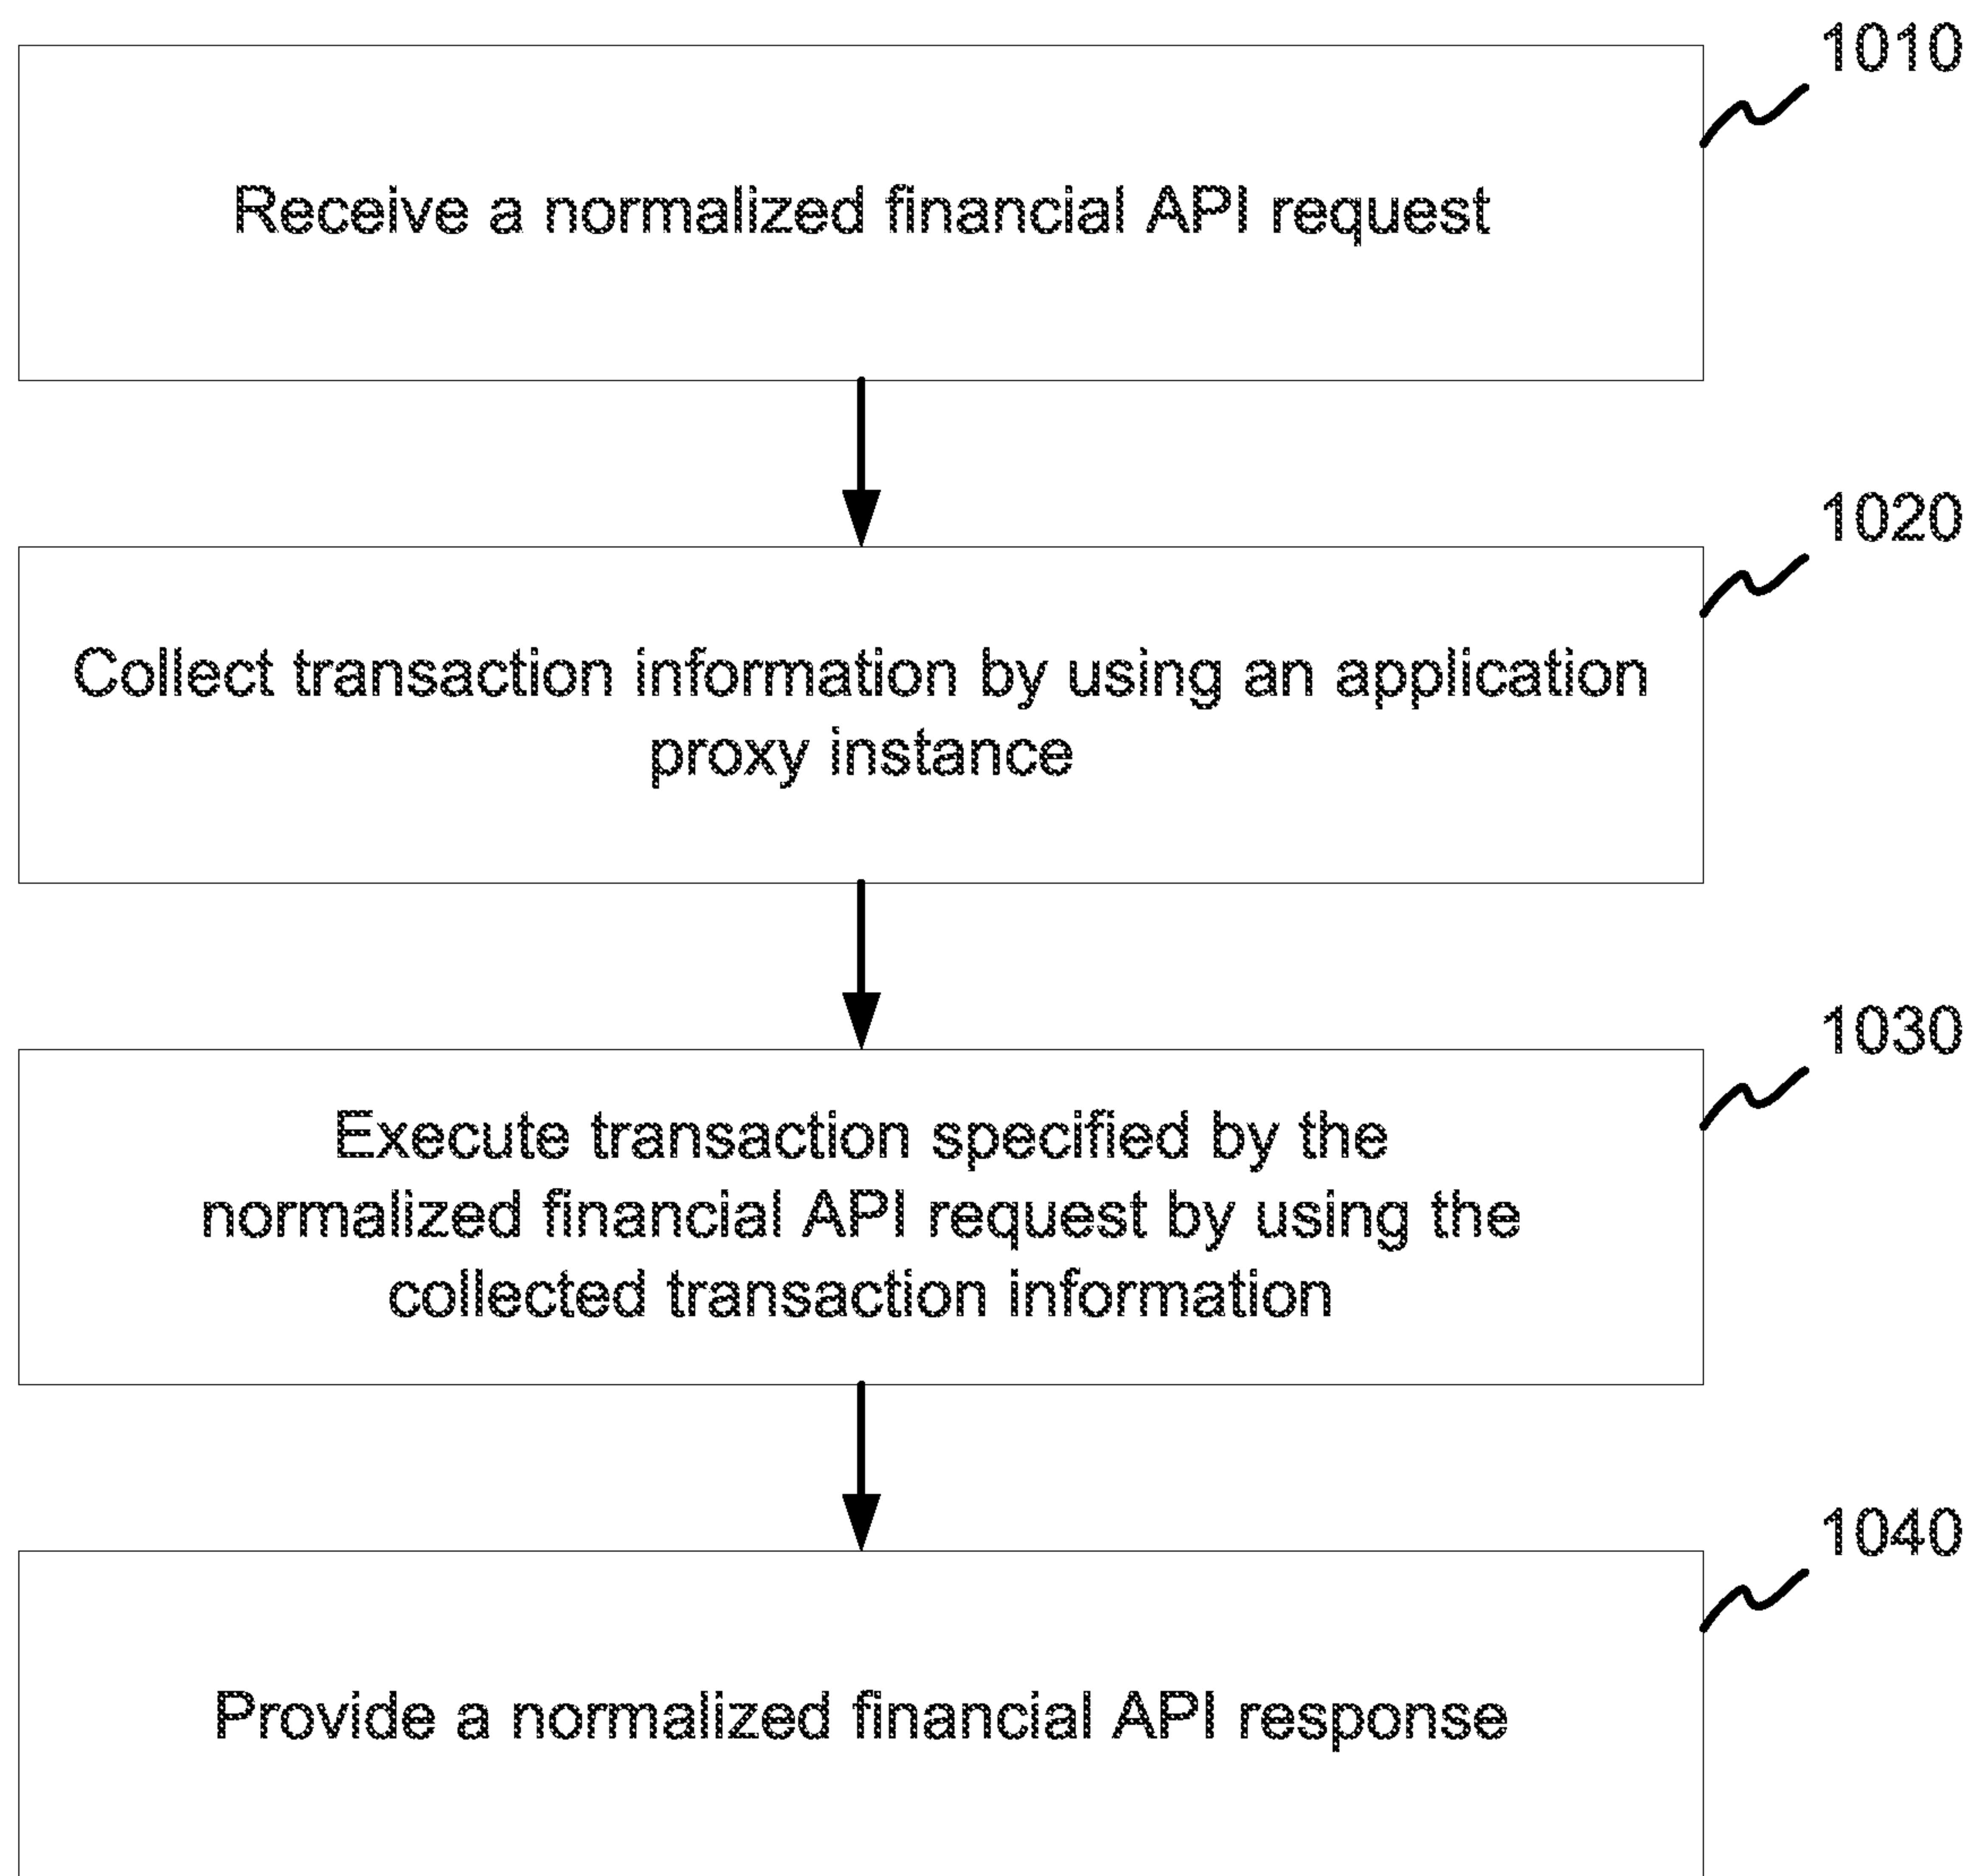 1010
Receive a normalized financial API request
1020
Collect transaction information by using an application
proxy instance
1030
Execute transaction specified by the
normalized financial API request by using the
collected transaction information
1040
Provide a normalized financial API response